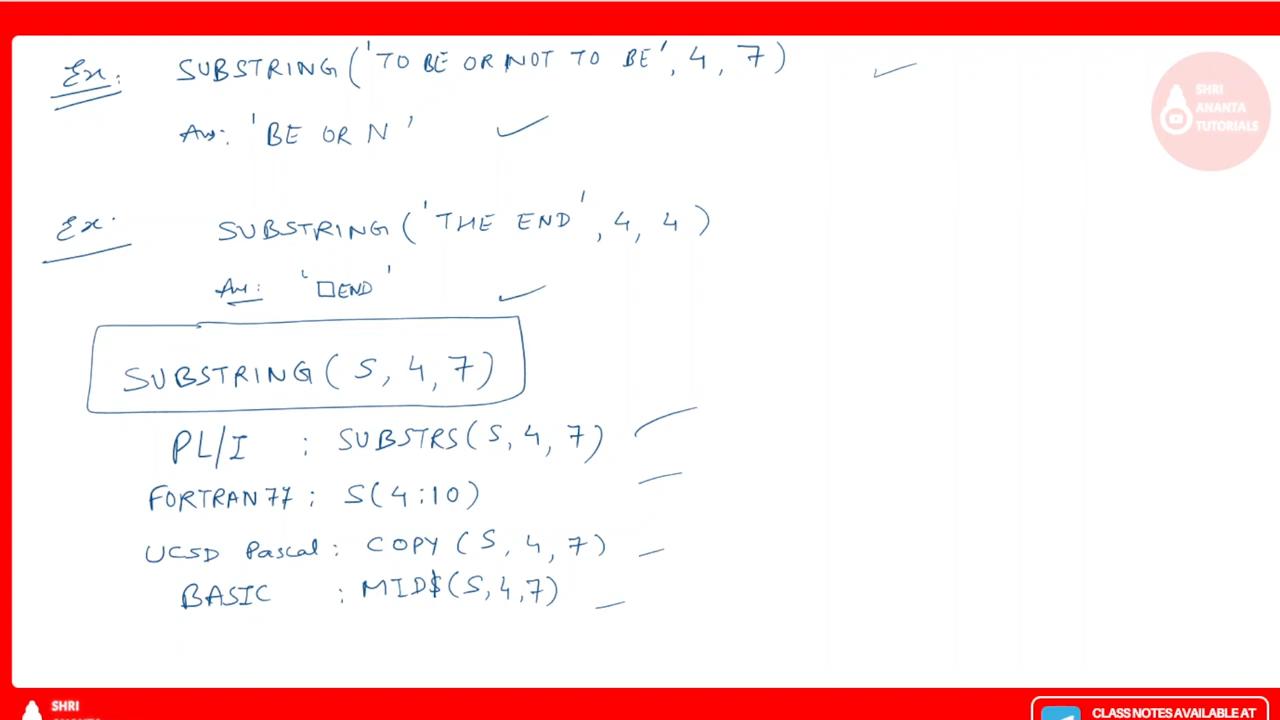 Ex: SUBSTRING('TO BE OR NOT TO BE', 4, 7)
Ans: 'BE OR N'
Ex: SUBSTRING('THE END', 4, 4)
Ans: '□END'
SUBSTRING(S, 4, 7)
PL/I : SUBSTRS(S, 4, 7)
FORTRAN77 : S(4:10)
UCSD Pascal : COPY(S, 4, 7)
BASIC : MID$(S, 4, 7)
SHRI
ANANTA
TUTORIALS
SHRI
CLASS NOTES AVAILABLE AT